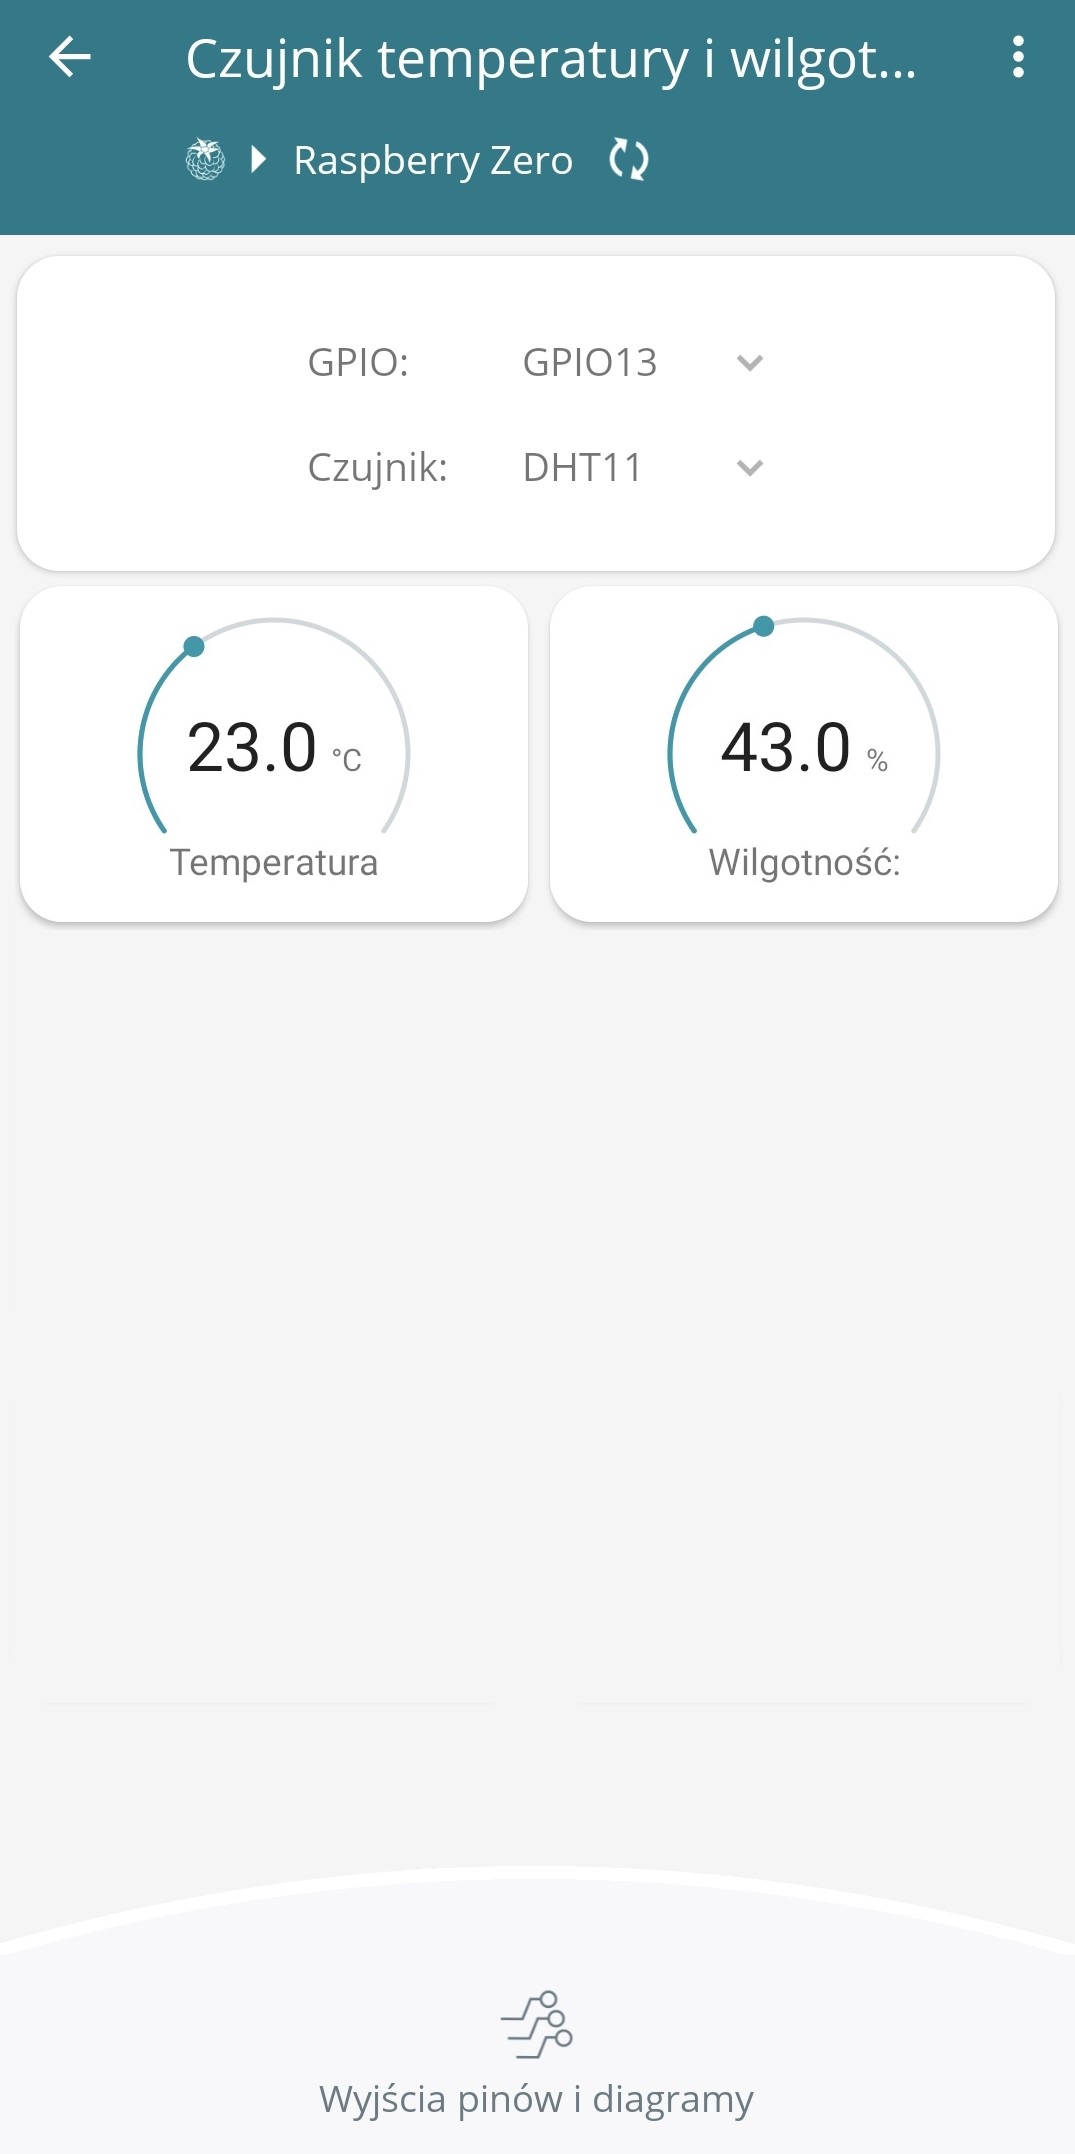 Czujnik temperatury i wilgot...
Raspberry Zero
GPIO: GPIO13
Czujnik: DHT11
23.0 °C
Temperatura
43.0 %
Wilgotność:
Wyjścia pinów i diagramy